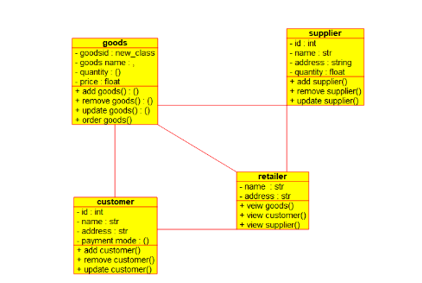 goods
- goodsid : new_class
- goods name : ,
- quantity : ()
- price : float
+ add goods() : ()
+ remove goods() : ()
+ update goods() : ()
+ order goods()
supplier
- id : int
- name : str
- address : string
- quantity : float
+ add supplier()
+ remove supplier()
+ update supplier()
customer
- id : int
- name : str
- address : str
- payment mode : ()
+ add customer()
+ remove customer()
+ update customer()
retailer
- name : str
- address : str
+ veiw goods()
+ view customer()
+ view supplier()